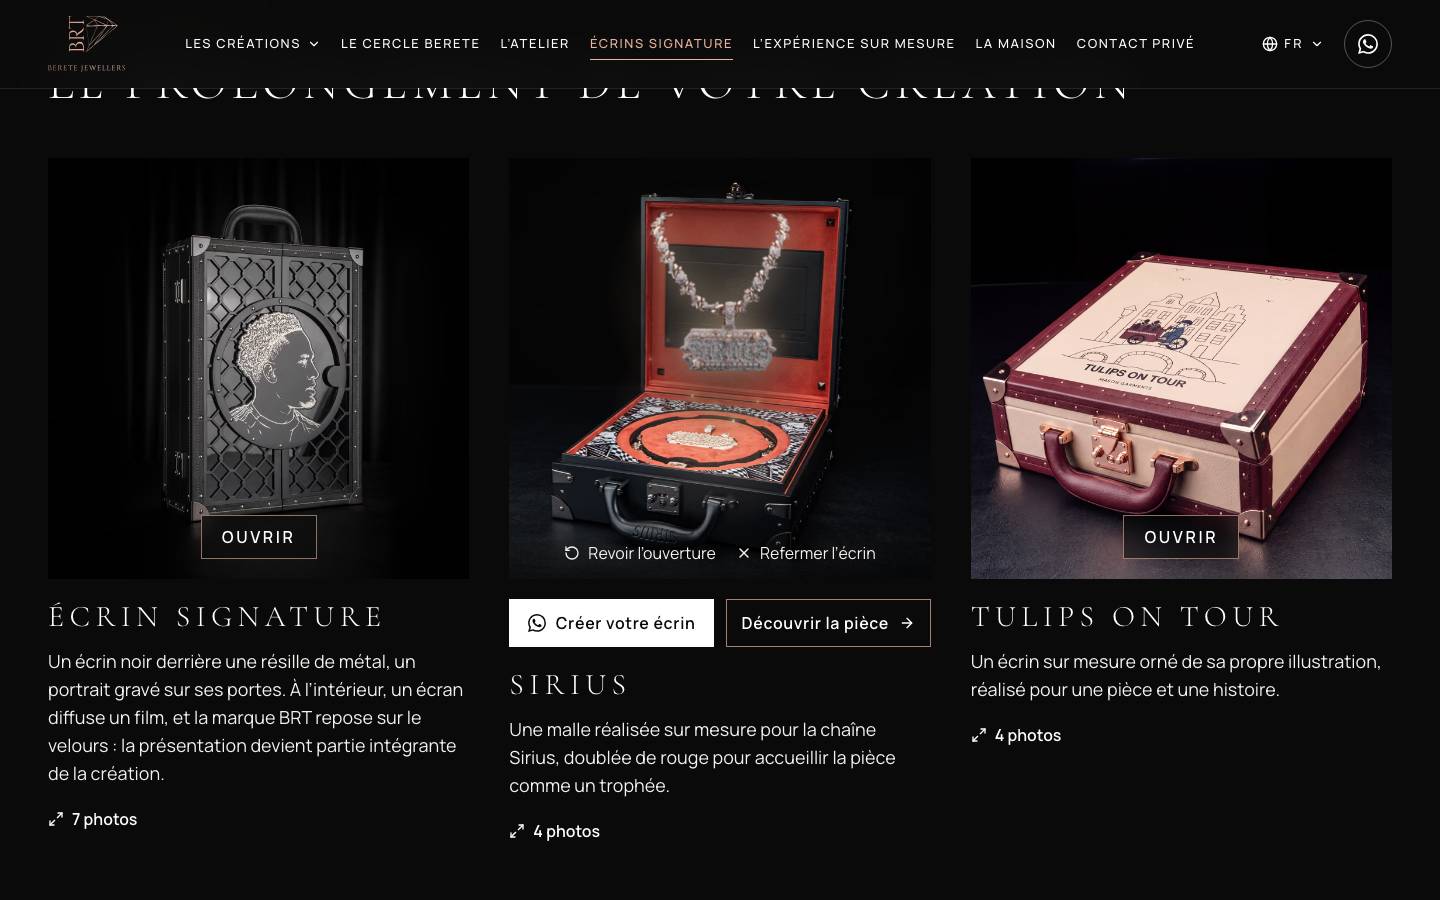 BRT
BERETE JEWELLERS
LES CRÉATIONS
LE CERCLE BERETE
L'ATELIER
ÉCRINS SIGNATURE
L'EXPÉRIENCE SUR MESURE
LA MAISON
CONTACT PRIVÉ
FR
LE PROLONGEMENT DE VOTRE CRÉATION
TULIPS ON TOUR
OUVRIR
Revoir l'ouverture
Refermer l'écrin
OUVRIR
ÉCRIN SIGNATURE
Un écrin noir derrière une résille de métal, un
portrait gravé sur ses portes. À l'intérieur, un écran
diffuse un film, et la marque BRT repose sur le
velours : la présentation devient partie intégrante
de la création.
7 photos
Créer votre écrin
Découvrir la pièce
SIRIUS
Une malle réalisée sur mesure pour la chaîne
Sirius, doublée de rouge pour accueillir la pièce
comme un trophée.
4 photos
TULIPS ON TOUR
Un écrin sur mesure orné de sa propre illustration,
réalisé pour une pièce et une histoire.
4 photos